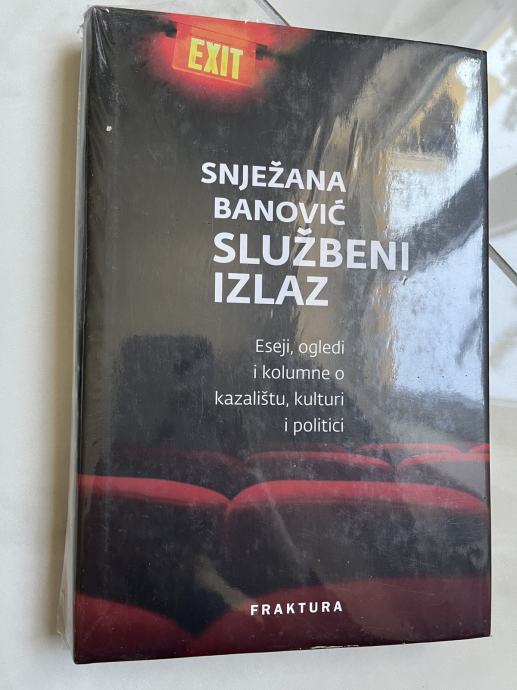 EXIT
SNJEŽANA
BANOVIĆ
SLUŽBENI
IZLAZ
Eseji, ogledi
i kolumne o
kazalištu, kulturi
i politici
FRAKTURA